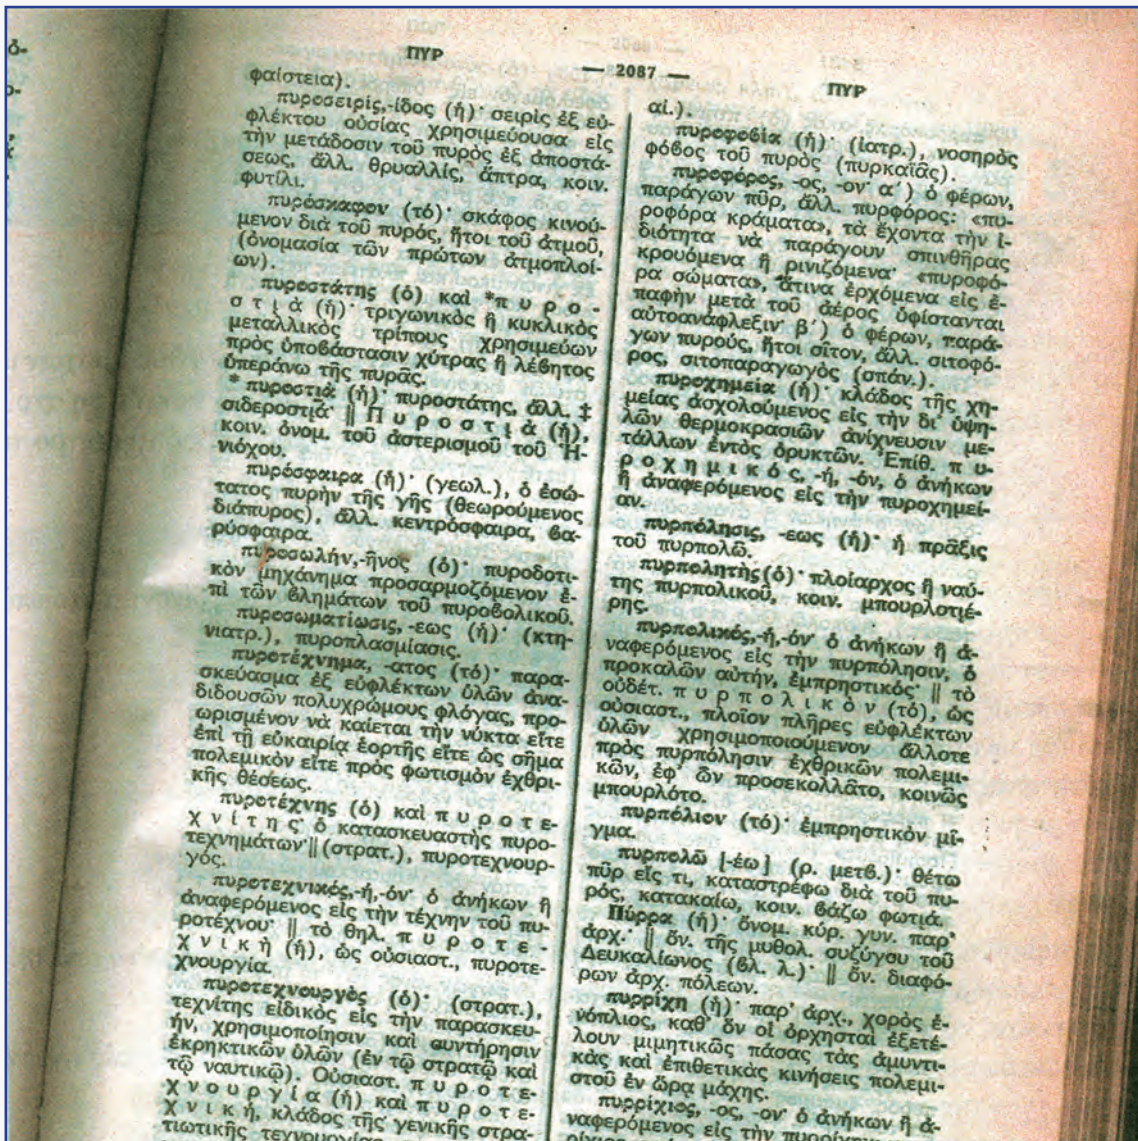 ΠΥΡ
— 2087 —
ΠΥΡ
φαίστεια).
πυροσειρίς,-ίδος (ἡ)· σειρὶς ἐξ εὐ-
φλέκτου οὐσίας χρησιμεύουσα εἰς
τὴν μετάδοσιν τοῦ πυρὸς ἐξ ἀποστά-
σεως, ἄλλ. θρυαλλίς, ἅπτρα, κοιν.
φυτίλι.
πυρόσκαφον (τό)· σκάφος κινού-
μενον διὰ τοῦ πυρός, ἤτοι τοῦ ἀτμοῦ,
(ὀνομασία τῶν πρώτων ἀτμοπλοί-
ων).
πυροστάτης (ὁ) καὶ *π υ ρ ο -
σ τ ι ὰ (ἡ)· τριγωνικὸς ἢ κυκλικὸς
μεταλλικὸς τρίπους χρησιμεύων
πρὸς ὑποβάστασιν χύτρας ἢ λέβητος
ὑπεράνω τῆς πυρᾶς.
* πυροστιὰ (ἡ)· πυροστάτης, ἄλλ. ‡
σιδεροστιά· || Π υ ρ ο σ τ ι ὰ (ἡ),
κοιν. ὀνομ. τοῦ ἀστερισμοῦ τοῦ Ἡ-
νιόχου.
πυρόσφαιρα (ἡ)· (γεωλ.), ὁ ἐσώ-
τατος πυρὴν τῆς γῆς (θεωρούμενος
διάπυρος), ἄλλ. κεντρόσφαιρα, βα-
ρύσφαιρα.
πυροσωλήν,-ῆνος (ὁ)· πυροδοτι-
κὸν μηχάνημα προσαρμοζόμενον ἐ-
πὶ τῶν βλημάτων τοῦ πυροβολικοῦ.
πυροσωματίωσις, -εως (ἡ)· (κτη-
νιατρ.), πυροπλασμίασις.
πυροτέχνημα, -ατος (τό)· παρα-
σκεύασμα ἐξ εὐφλέκτων ὑλῶν ἀνα-
διδουσῶν πολυχρώμους φλόγας, προ-
ωρισμένον νὰ καίεται τὴν νύκτα εἴτε
ἐπὶ τῇ εὐκαιρίᾳ ἑορτῆς εἴτε ὡς σῆμα
πολεμικὸν εἴτε πρὸς φωτισμὸν ἐχθρι-
κῆς θέσεως.
πυροτέχνης (ὁ) καὶ π υ ρ ο τ ε -
χ ν ί τ η ς· ὁ κατασκευαστὴς πυρο-
τεχνημάτων·|| (στρατ.), πυροτεχνουρ-
γός.
πυροτεχνικός,-ή,-όν· ὁ ἀνήκων ἢ
ἀναφερόμενος εἰς τὴν τέχνην τοῦ πυ-
ροτέχνου· || τὸ θηλ. π υ ρ ο τ ε -
χ ν ι κ ὴ (ἡ), ὡς οὐσιαστ., πυροτε-
χνουργία.
πυροτεχνουργὸς (ὁ)· (στρατ.),
τεχνίτης εἰδικὸς εἰς τὴν παρασκευ-
ήν, χρησιμοποίησιν καὶ συντήρησιν
ἐκρηκτικῶν ὑλῶν (ἐν τῷ στρατῷ καὶ
τῷ ναυτικῷ). Οὐσιαστ. π υ ρ ο τ ε -
χ ν ο υ ρ γ ί α (ἡ) καὶ π υ ρ ο τ ε -
χ ν ι κ ή, κλάδος τῆς γενικῆς στρα-
τιωτικῆς τεχνουργίας
αί.).
πυροφοβία (ἡ) (ἰατρ.), νοσηρὸς
φόβος τοῦ πυρὸς (πυρκαϊᾶς).
πυροφόρος, -ος, -ον· α΄) ὁ φέρων,
παράγων πῦρ, ἄλλ. πυρφόρος: «πυ-
ροφόρα κράματα», τὰ ἔχοντα τὴν ἰ-
διότητα νὰ παράγουν σπινθῆρας
κρουόμενα ἢ ρινιζόμενα· «πυροφό-
ρα σώματα», ἅτινα ἐρχόμενα εἰς ἐ-
παφὴν μετὰ τοῦ ἀέρος ὑφίστανται
αὐτοανάφλεξιν· β΄) ὁ φέρων, παρά-
γων πυρούς, ἤτοι σῖτον, ἄλλ. σιτοφό-
ρος, σιτοπαραγωγὸς (σπάν.).
πυροχημεία (ἡ)· κλάδος τῆς χη-
μείας ἀσχολούμενος εἰς τὴν δι᾿ ὑψη-
λῶν θερμοκρασιῶν ἀνίχνευσιν με-
τάλλων ἐντὸς ὀρυκτῶν. Ἐπίθ. π υ -
ρ ο χ η μ ι κ ό ς, -ή, -όν, ὁ ἀνήκων
ἢ ἀναφερόμενος εἰς τὴν πυροχημεί-
αν.
πυρπόλησις, -εως (ἡ)· ἡ πρᾶξις
τοῦ πυρπολῶ.
πυρπολητὴς (ὁ)· πλοίαρχος ἢ ναύ-
της πυρπολικοῦ, κοιν. μπουρλοτιέ-
ρης.
πυρπολικός,-ή,-όν· ὁ ἀνήκων ἢ ἀ-
ναφερόμενος εἰς τὴν πυρπόλησιν, ὁ
προκαλῶν αὐτήν, ἐμπρηστικός· || τὸ
οὐδέτ. π υ ρ π ο λ ι κ ὸ ν (τό), ὡς
οὐσιαστ., πλοῖον πλῆρες εὐφλέκτων
ὑλῶν χρησιμοποιούμενον ἄλλοτε
πρὸς πυρπόλησιν ἐχθρικῶν πολεμι-
κῶν, ἐφ᾿ ὧν προσεκολλᾶτο, κοινῶς
μπουρλότο.
πυρπόλιον (τό)· ἐμπρηστικὸν μῖ-
γμα.
πυρπολῶ [-έω] (ρ. μετβ.)· θέτω
πῦρ εἴς τι, καταστρέφω διὰ τοῦ πυ-
ρός, κατακαίω, κοιν. βάζω φωτιά.
Πύρρα (ἡ)· ὄνομ. κύρ. γυν. παρ᾿
ἀρχ.· || ὄν. τῆς μυθολ. συζύγου τοῦ
Δευκαλίωνος (βλ. λ.)· || ὄν. διαφό-
ρων ἀρχ. πόλεων.
πυρρίχη (ἡ)· παρ᾿ ἀρχ., χορὸς ἐ-
νόπλιος, καθ᾿ ὃν οἱ ὀρχησταὶ ἐξετέ-
λουν μιμητικῶς πάσας τὰς ἀμυντι-
κὰς καὶ ἐπιθετικὰς κινήσεις πολεμι-
στοῦ ἐν ὥρᾳ μάχης.
πυρρίχιος, -ος, -ον· ὁ ἀνήκων ἢ ἀ-
ναφερόμενος εἰς τὴν